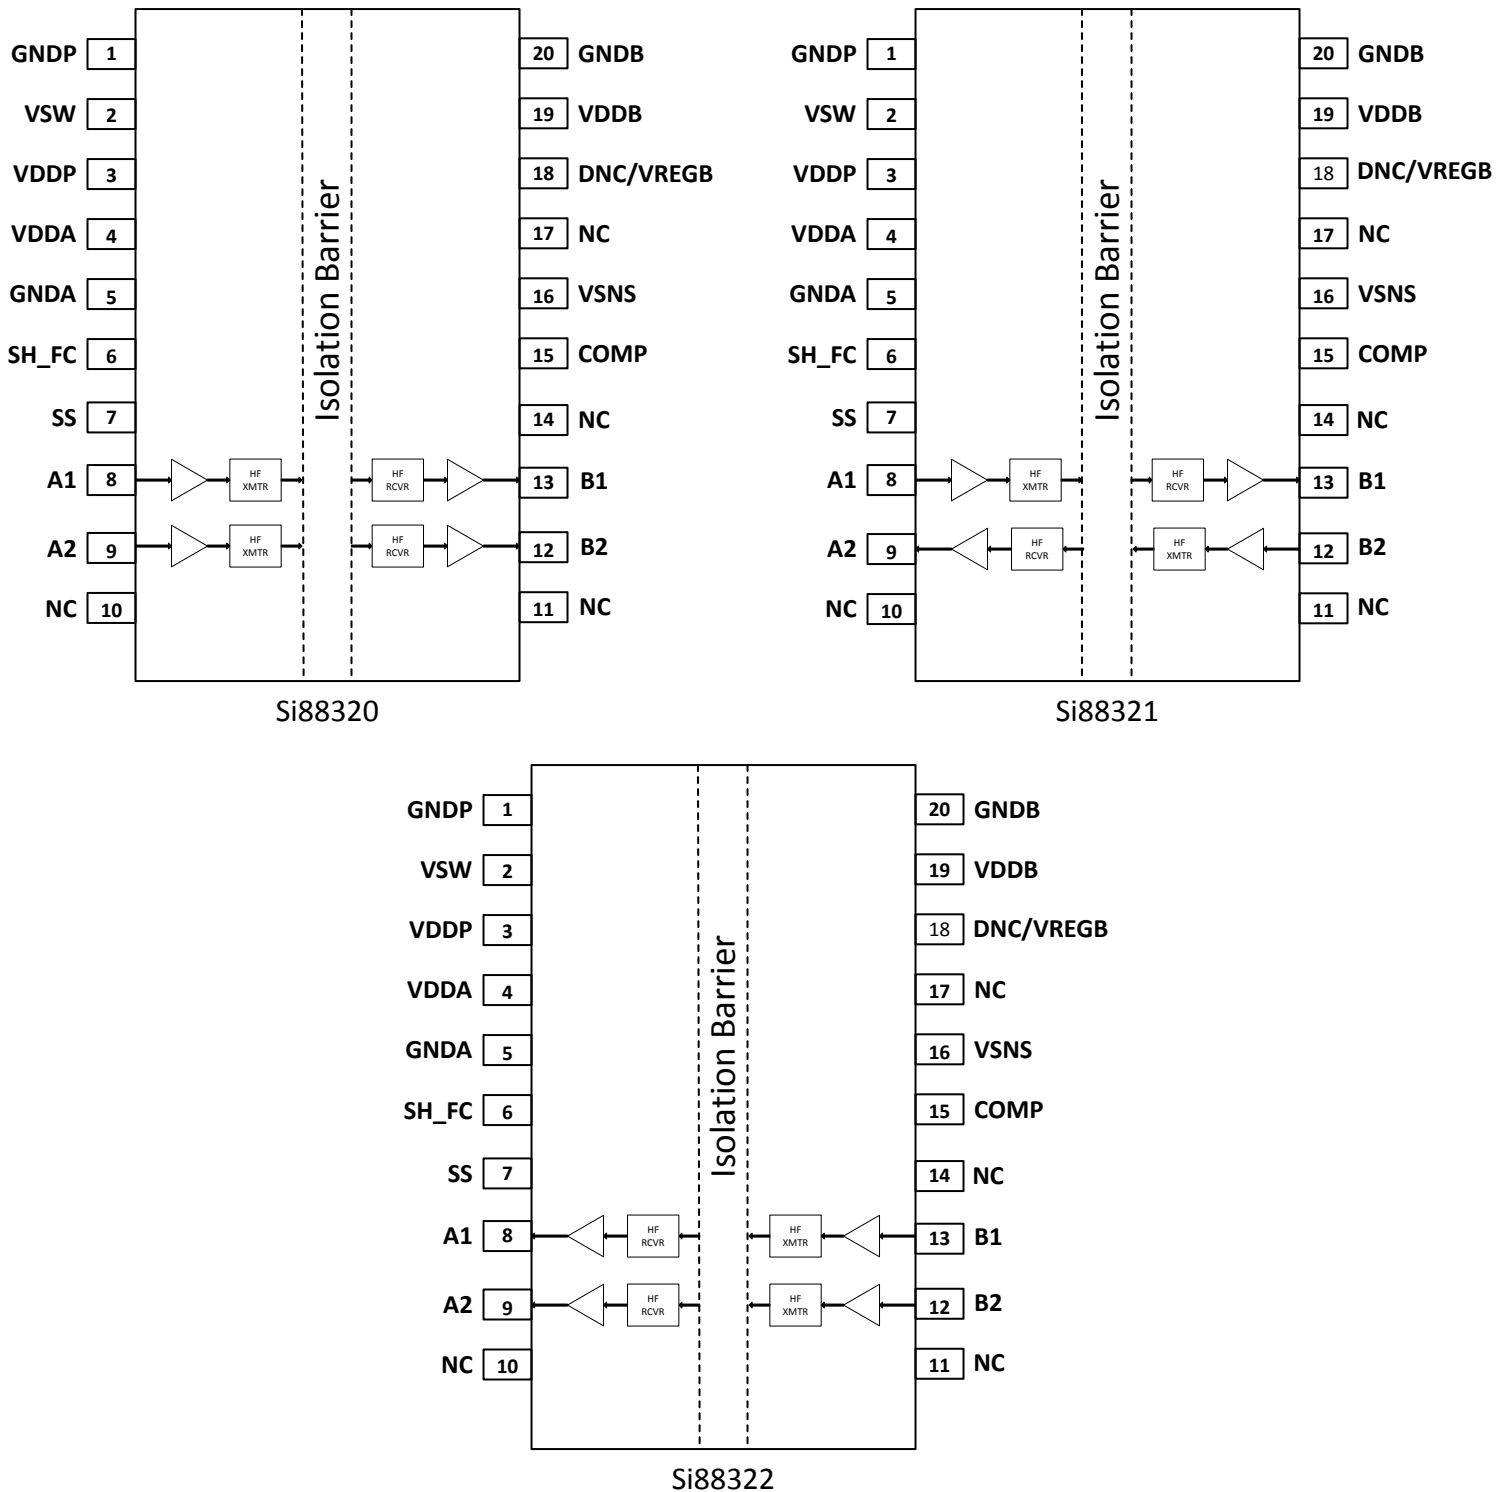 GNDP 1 20 GNDB
VSW 2 19 VDDB
VDDP 3 18 DNC/VREGB
VDDA 4 17 NC
GNDA 5 16 VSNS
SH_FC 6 15 COMP
SS 7 14 NC
A1 8 HF XMTR HF RCVR 13 B1
A2 9 HF XMTR HF RCVR 12 B2
NC 10 11 NC
Isolation Barrier
Si88320
GNDP 1 20 GNDB
VSW 2 19 VDDB
VDDP 3 18 DNC/VREGB
VDDA 4 17 NC
GNDA 5 16 VSNS
SH_FC 6 15 COMP
SS 7 14 NC
A1 8 HF XMTR HF RCVR 13 B1
A2 9 HF RCVR HF XMTR 12 B2
NC 10 11 NC
Isolation Barrier
Si88321
GNDP 1 20 GNDB
VSW 2 19 VDDB
VDDP 3 18 DNC/VREGB
VDDA 4 17 NC
GNDA 5 16 VSNS
SH_FC 6 15 COMP
SS 7 14 NC
A1 8 HF RCVR HF XMTR 13 B1
A2 9 HF RCVR HF XMTR 12 B2
NC 10 11 NC
Isolation Barrier
Si88322